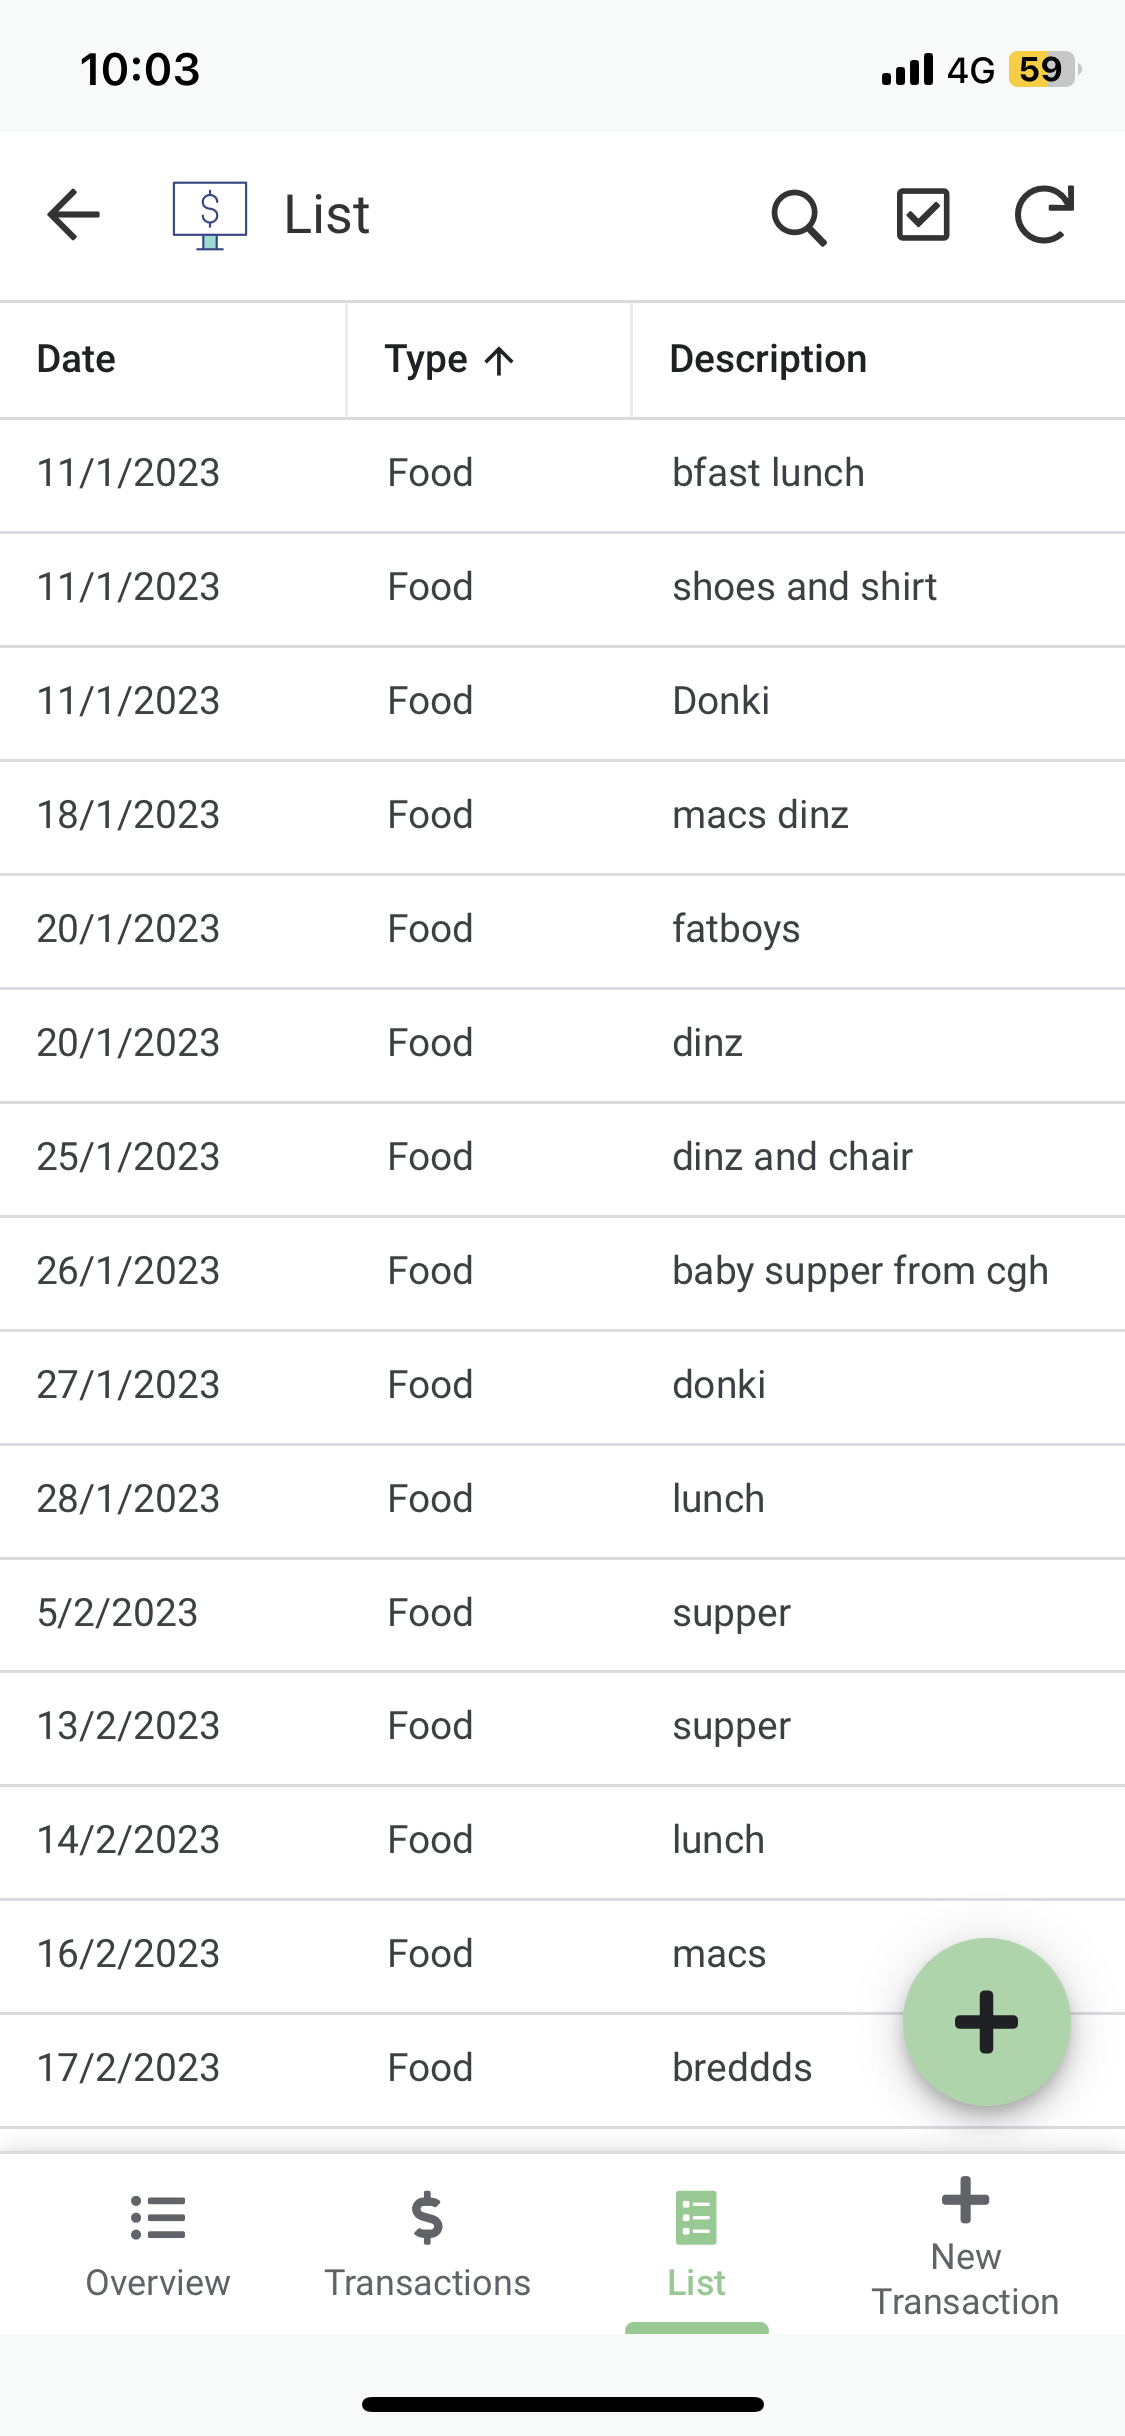 10:03 4G 59
$ List
Date Type ↑ Description
11/1/2023 Food bfast lunch
11/1/2023 Food shoes and shirt
11/1/2023 Food Donki
18/1/2023 Food macs dinz
20/1/2023 Food fatboys
20/1/2023 Food dinz
25/1/2023 Food dinz and chair
26/1/2023 Food baby supper from cgh
27/1/2023 Food donki
28/1/2023 Food lunch
5/2/2023 Food supper
13/2/2023 Food supper
14/2/2023 Food lunch
16/2/2023 Food macs
17/2/2023 Food breddds
Overview Transactions List New
Transaction